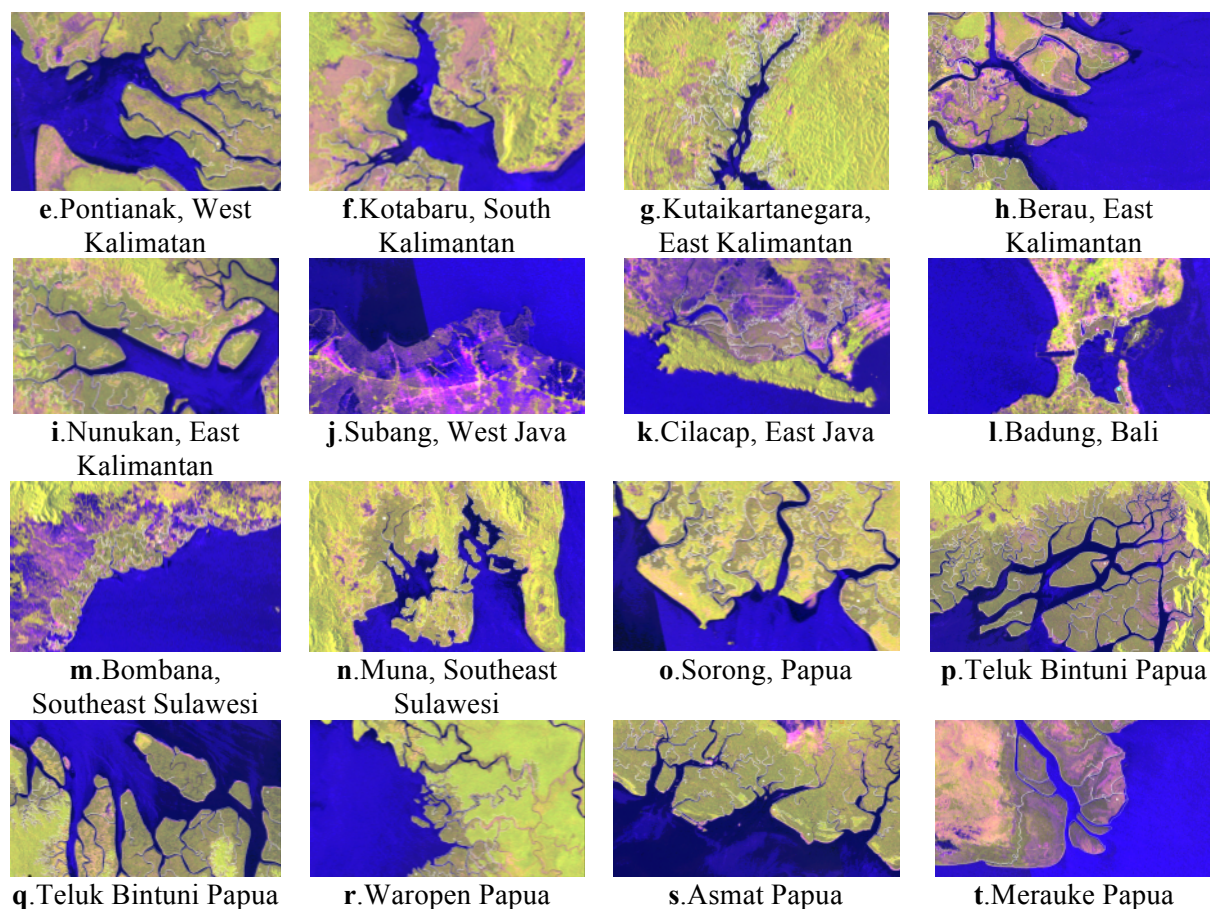 e.Pontianak, West
Kalimatan
f.Kotabaru, South
Kalimantan
g.Kutaikartanegara,
East Kalimantan
h.Berau, East
Kalimantan
i.Nunukan, East
Kalimantan
j.Subang, West Java
k.Cilacap, East Java
l.Badung, Bali
m.Bombana,
Southeast Sulawesi
n.Muna, Southeast
Sulawesi
o.Sorong, Papua
p.Teluk Bintuni Papua
q.Teluk Bintuni Papua
r.Waropen Papua
s.Asmat Papua
t.Merauke Papua